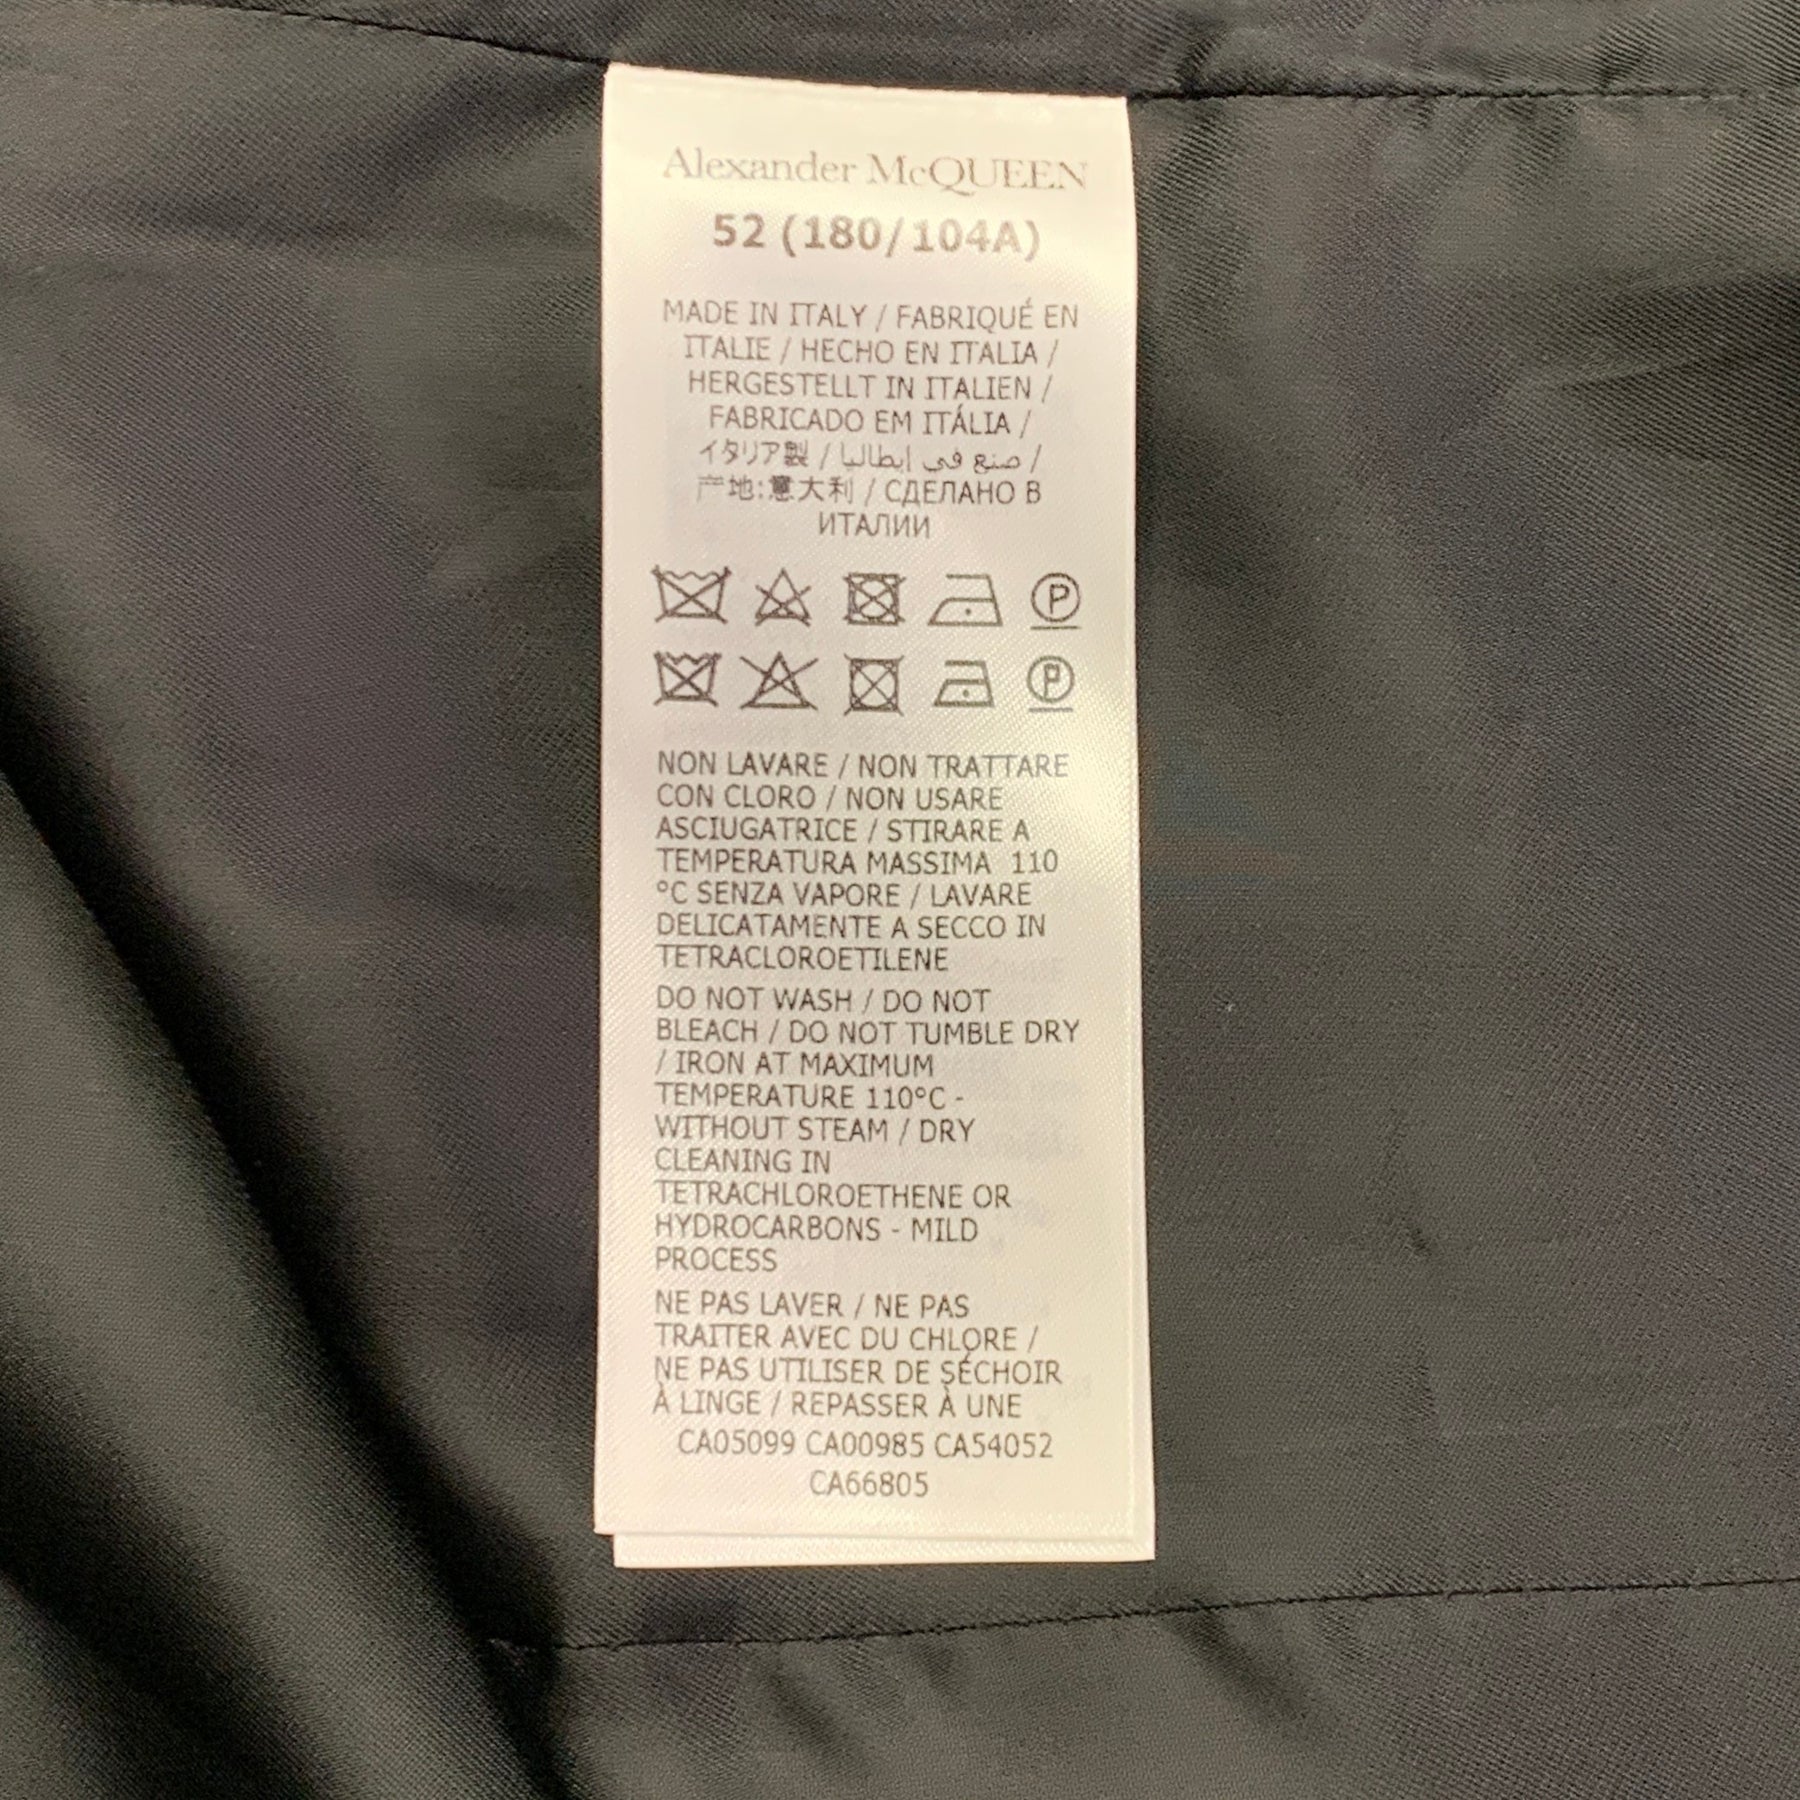 Alexander McQUEEN
52 (180/104A)
MADE IN ITALY / FABRIQUÉ EN
ITALIE / HECHO EN ITALIA /
HERGESTELLT IN ITALIEN /
FABRICADO EM ITÁLIA /
イタリア製 / صنع في إيطاليا /
产地:意大利 / СДЕЛАНО В
ИТАЛИИ
P
P
NON LAVARE / NON TRATTARE
CON CLORO / NON USARE
ASCIUGATRICE / STIRARE A
TEMPERATURA MASSIMA 110
°C SENZA VAPORE / LAVARE
DELICATAMENTE A SECCO IN
TETRACLOROETILENE
DO NOT WASH / DO NOT
BLEACH / DO NOT TUMBLE DRY
/ IRON AT MAXIMUM
TEMPERATURE 110°C -
WITHOUT STEAM / DRY
CLEANING IN
TETRACHLOROETHENE OR
HYDROCARBONS - MILD
PROCESS
NE PAS LAVER / NE PAS
TRAITER AVEC DU CHLORE /
NE PAS UTILISER DE SÉCHOIR
À LINGE / REPASSER À UNE
CA05099 CA00985 CA54052
CA66805